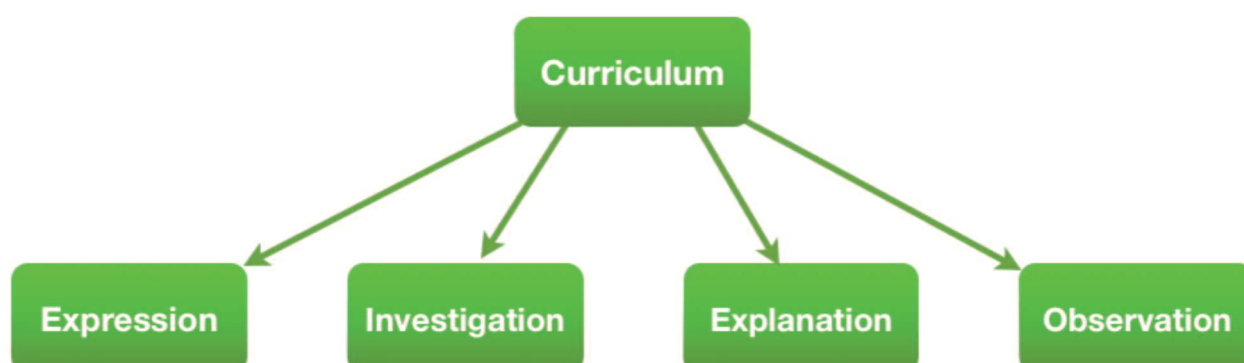 Curriculum
Expression
Investigation
Explanation
Observation